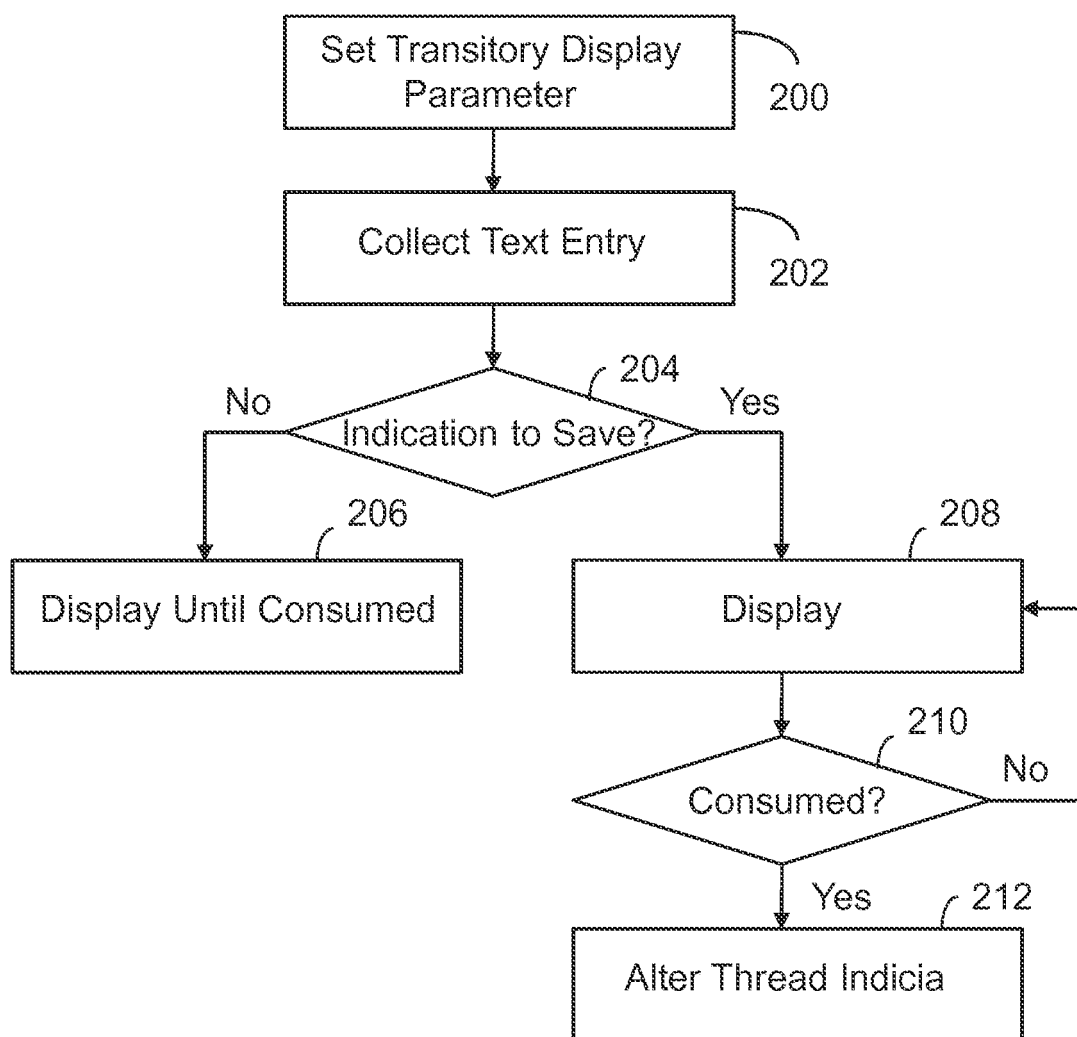 Set Transitory Display
Parameter
200
Collect Text Entry
202
204
No
Yes
Indication to Save?
206
208
Display Until Consumed
Display
210
No
Consumed?
Yes
212
Alter Thread Indicia